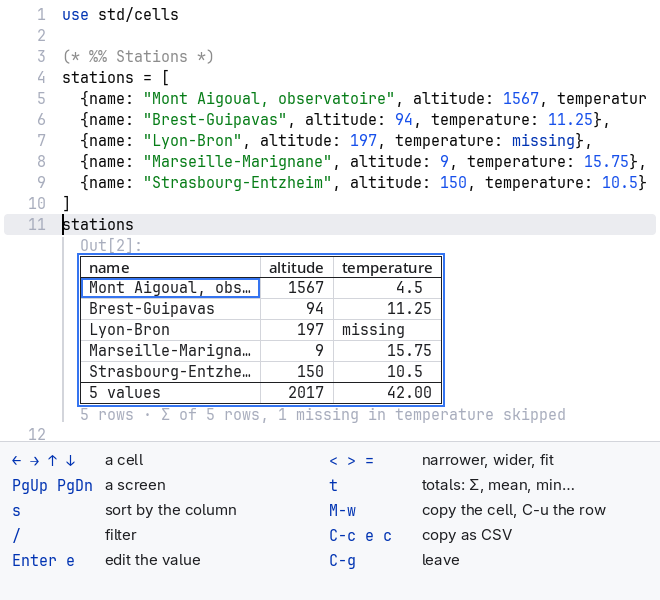 1 use std/cells
2
3 (* %% Stations *)
4 stations = [
5 {name: "Mont Aigoual, observatoire", altitude: 1567, temperatur
6 {name: "Brest-Guipavas", altitude: 94, temperature: 11.25},
7 {name: "Lyon-Bron", altitude: 197, temperature: missing},
8 {name: "Marseille-Marignane", altitude: 9, temperature: 15.75},
9 {name: "Strasbourg-Entzheim", altitude: 150, temperature: 10.5}
10 ]
11 stations
Out[2]:
name altitude temperature
Mont Aigoual, obs… 1567 4.5
Brest-Guipavas 94 11.25
Lyon-Bron 197 missing
Marseille-Marigna… 9 15.75
Strasbourg-Entzhe… 150 10.5
5 values 2017 42.00
5 rows · Σ of 5 rows, 1 missing in temperature skipped
12
← → ↑ ↓ a cell < > = narrower, wider, fit
PgUp PgDn a screen t totals: Σ, mean, min…
s sort by the column M-w copy the cell, C-u the row
/ filter C-c e c copy as CSV
Enter e edit the value C-g leave